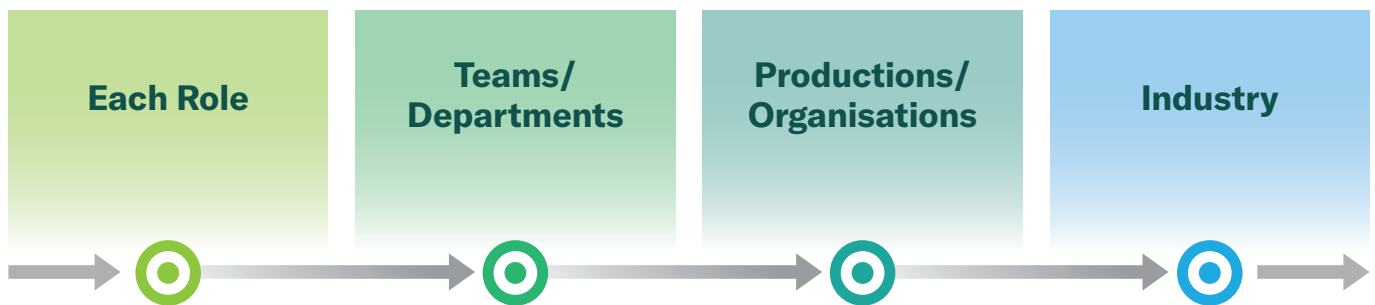 Each Role
Teams/
Departments
Productions/
Organisations
Industry